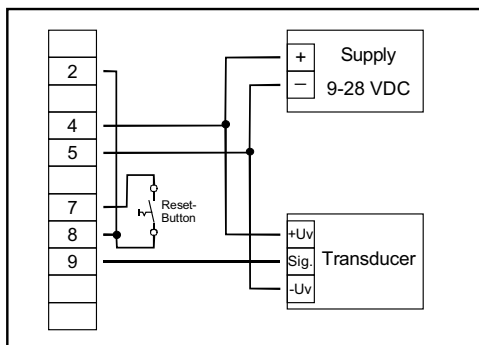 2
4
5
7
8
9
Reset-
Button
+
−
Supply
9-28 VDC
+Uv
Sig.
-Uv
Transducer